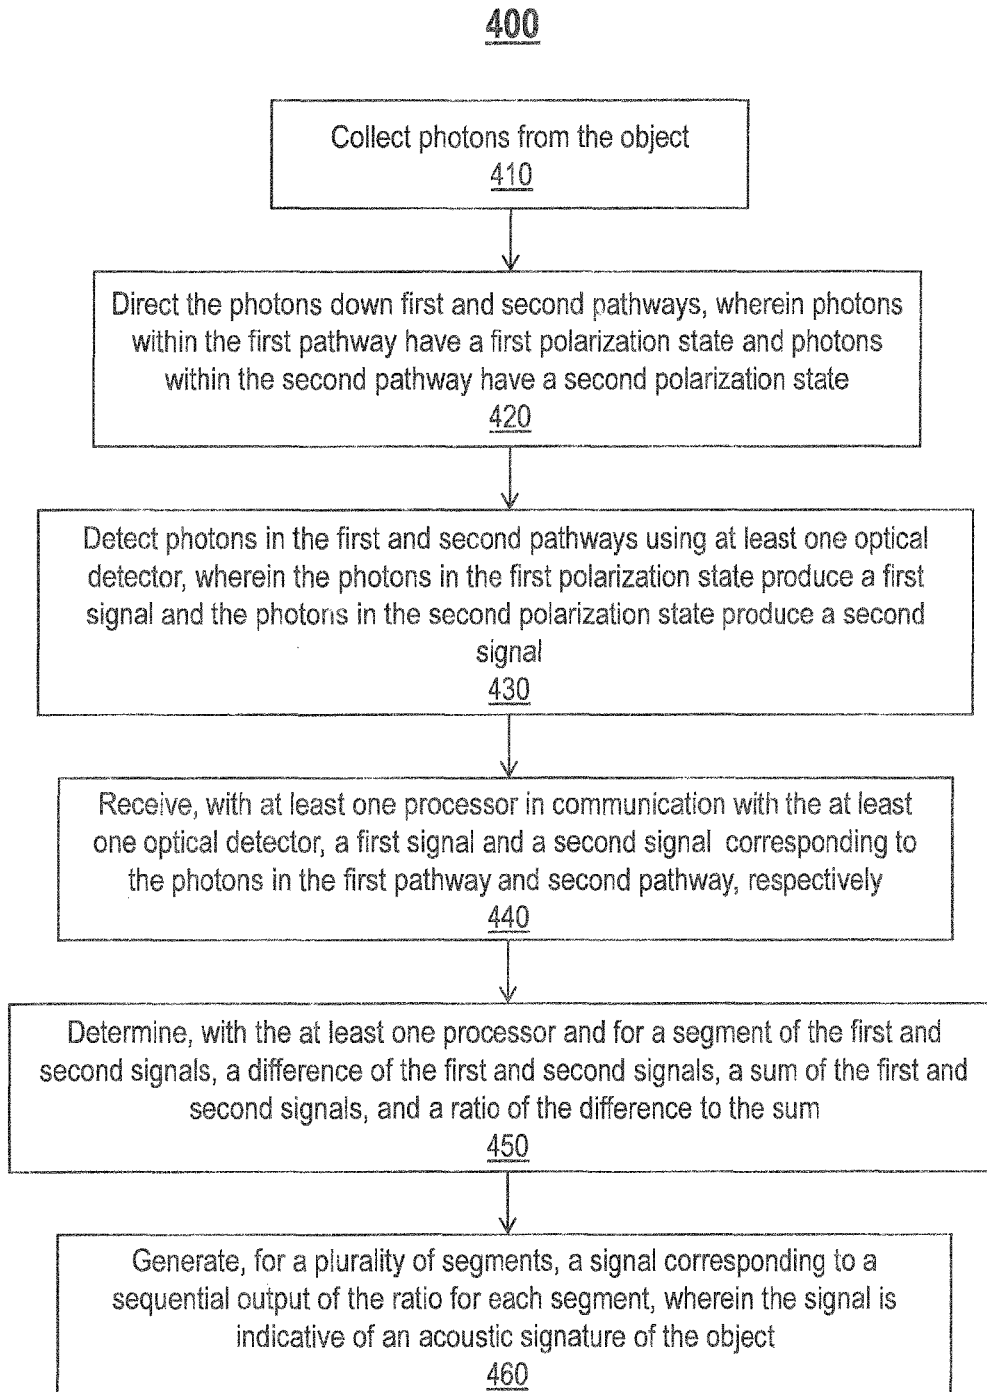 400
Collect photons from the object
410
Direct the photons down first and second pathways, wherein photons
within the first pathway have a first polarization state and photons
within the second pathway have a second polarization state
420
Detect photons in the first and second pathways using at least one optical
detector, wherein the photons in the first polarization state produce a first
signal and the photons in the second polarization state produce a second
signal
430
Receive, with at least one processor in communication with the at least
one optical detector, a first signal and a second signal corresponding to
the photons in the first pathway and second pathway, respectively
440
Determine, with the at least one processor and for a segment of the first and
second signals, a difference of the first and second signals, a sum of the first and
second signals, and a ratio of the difference to the sum
450
Generate, for a plurality of segments, a signal corresponding to a
sequential output of the ratio for each segment, wherein the signal is
indicative of an acoustic signature of the object
460